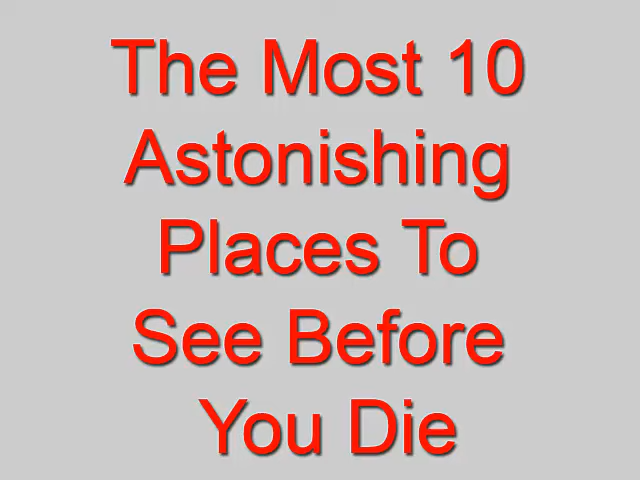 The Most 10
Astonishing
Places To
See Before
You Die